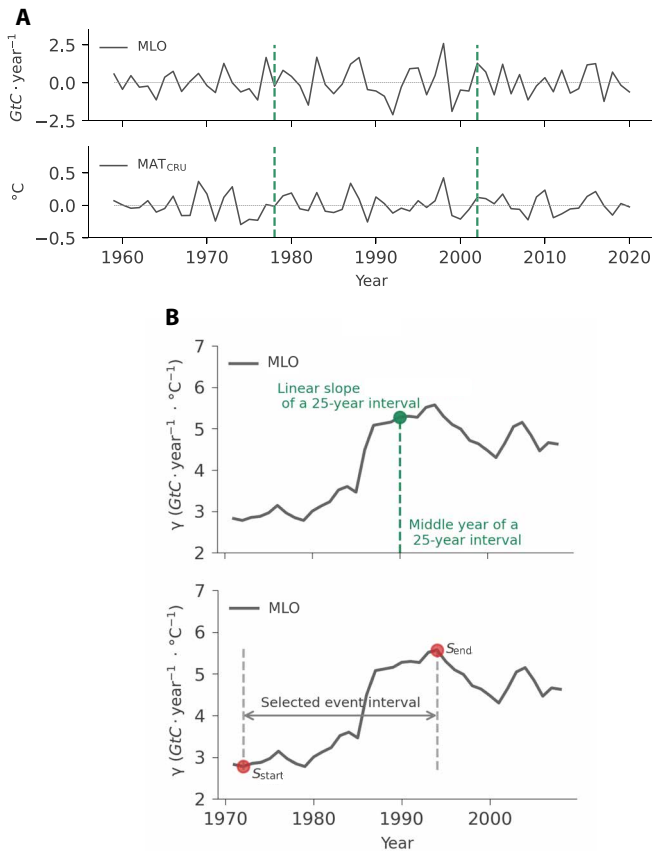 A
GtC · year⁻¹
2.5
0.0
−2.5
MLO
°C
0.5
0.0
−0.5
MAT_CRU
1960 1970 1980 1990 2000 2010 2020
Year
B
γ (GtC · year⁻¹ · °C⁻¹)
7
6
5
4
3
2
MLO
Linear slope
of a 25-year interval
Middle year of a
25-year interval
γ (GtC · year⁻¹ · °C⁻¹)
7
6
5
4
3
2
MLO
S_end
Selected event interval
S_start
1970 1980 1990 2000
Year